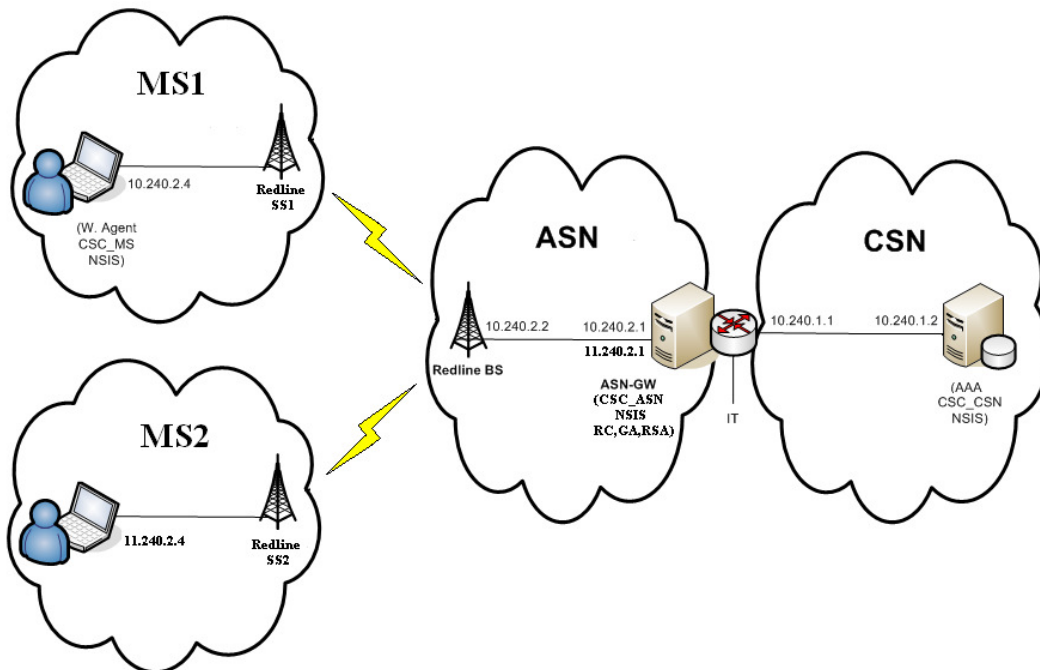 MS1
10.240.2.4
Redline
SS1
(W. Agent
CSC_MS
NSIS)
MS2
11.240.2.4
Redline
SS2
ASN
10.240.2.2
10.240.2.1
11.240.2.1
Redline BS
ASN-GW
(CSC_ASN
NSIS
RC,GA,RSA)
IT
CSN
10.240.1.1
10.240.1.2
(AAA
CSC_CSN
NSIS)